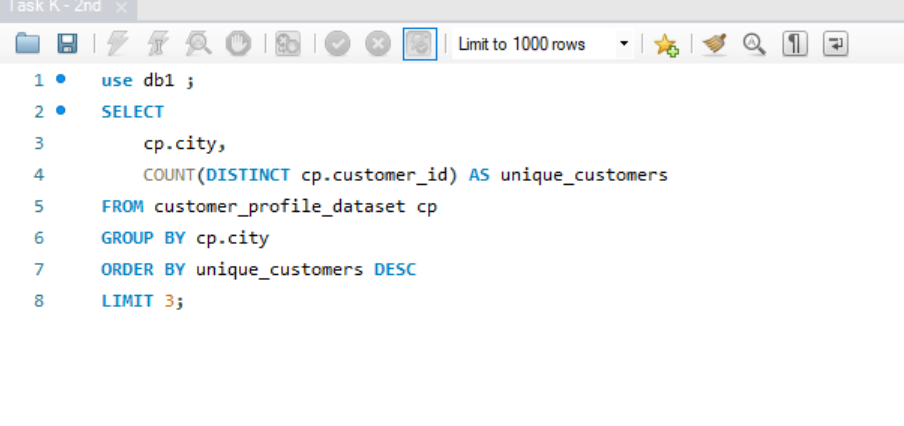 Task K - 2nd
Limit to 1000 rows
1 use db1 ;
2 SELECT
3 cp.city,
4 COUNT(DISTINCT cp.customer_id) AS unique_customers
5 FROM customer_profile_dataset cp
6 GROUP BY cp.city
7 ORDER BY unique_customers DESC
8 LIMIT 3;